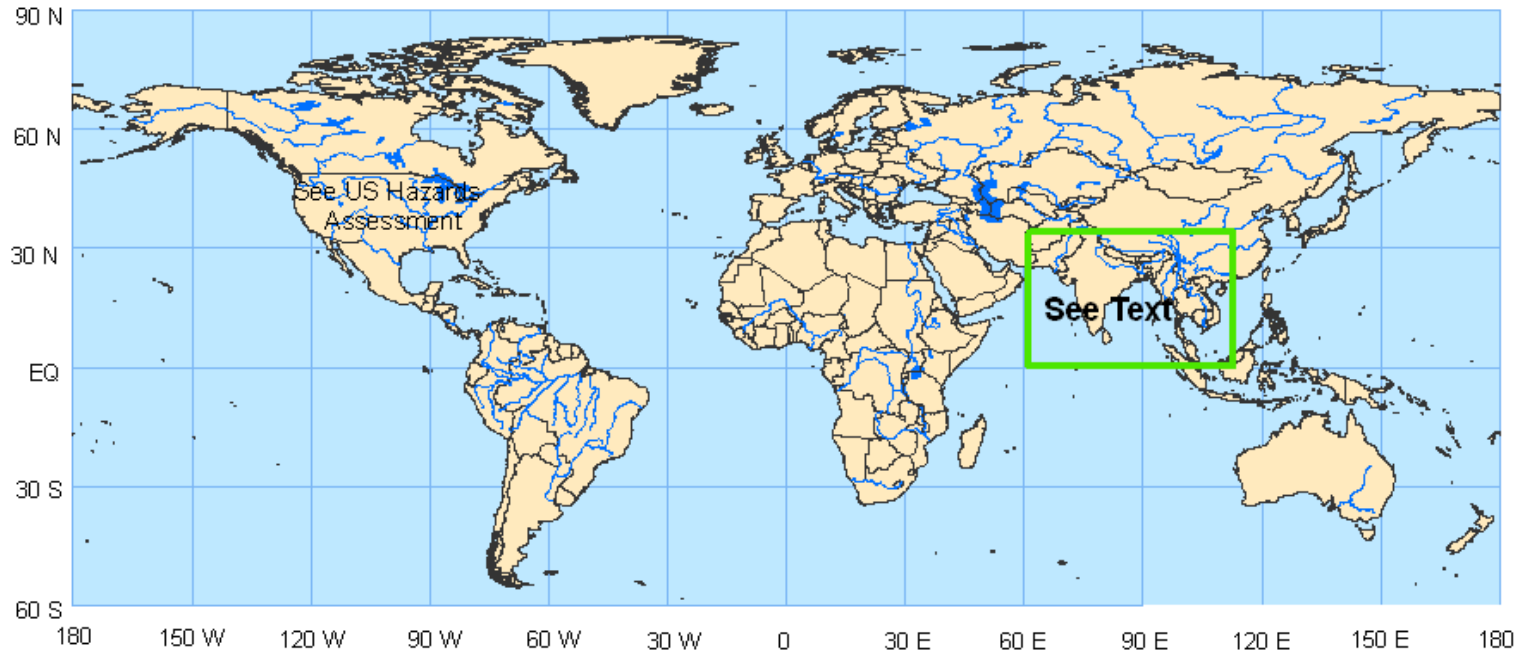 90 N
60 N
See US Hazards
Assessment
30 N
See Text
EQ
30 S
60 S
180 150 W 120 W 90 W 60 W 30 W 0 30 E 60 E 90 E 120 E 150 E 180